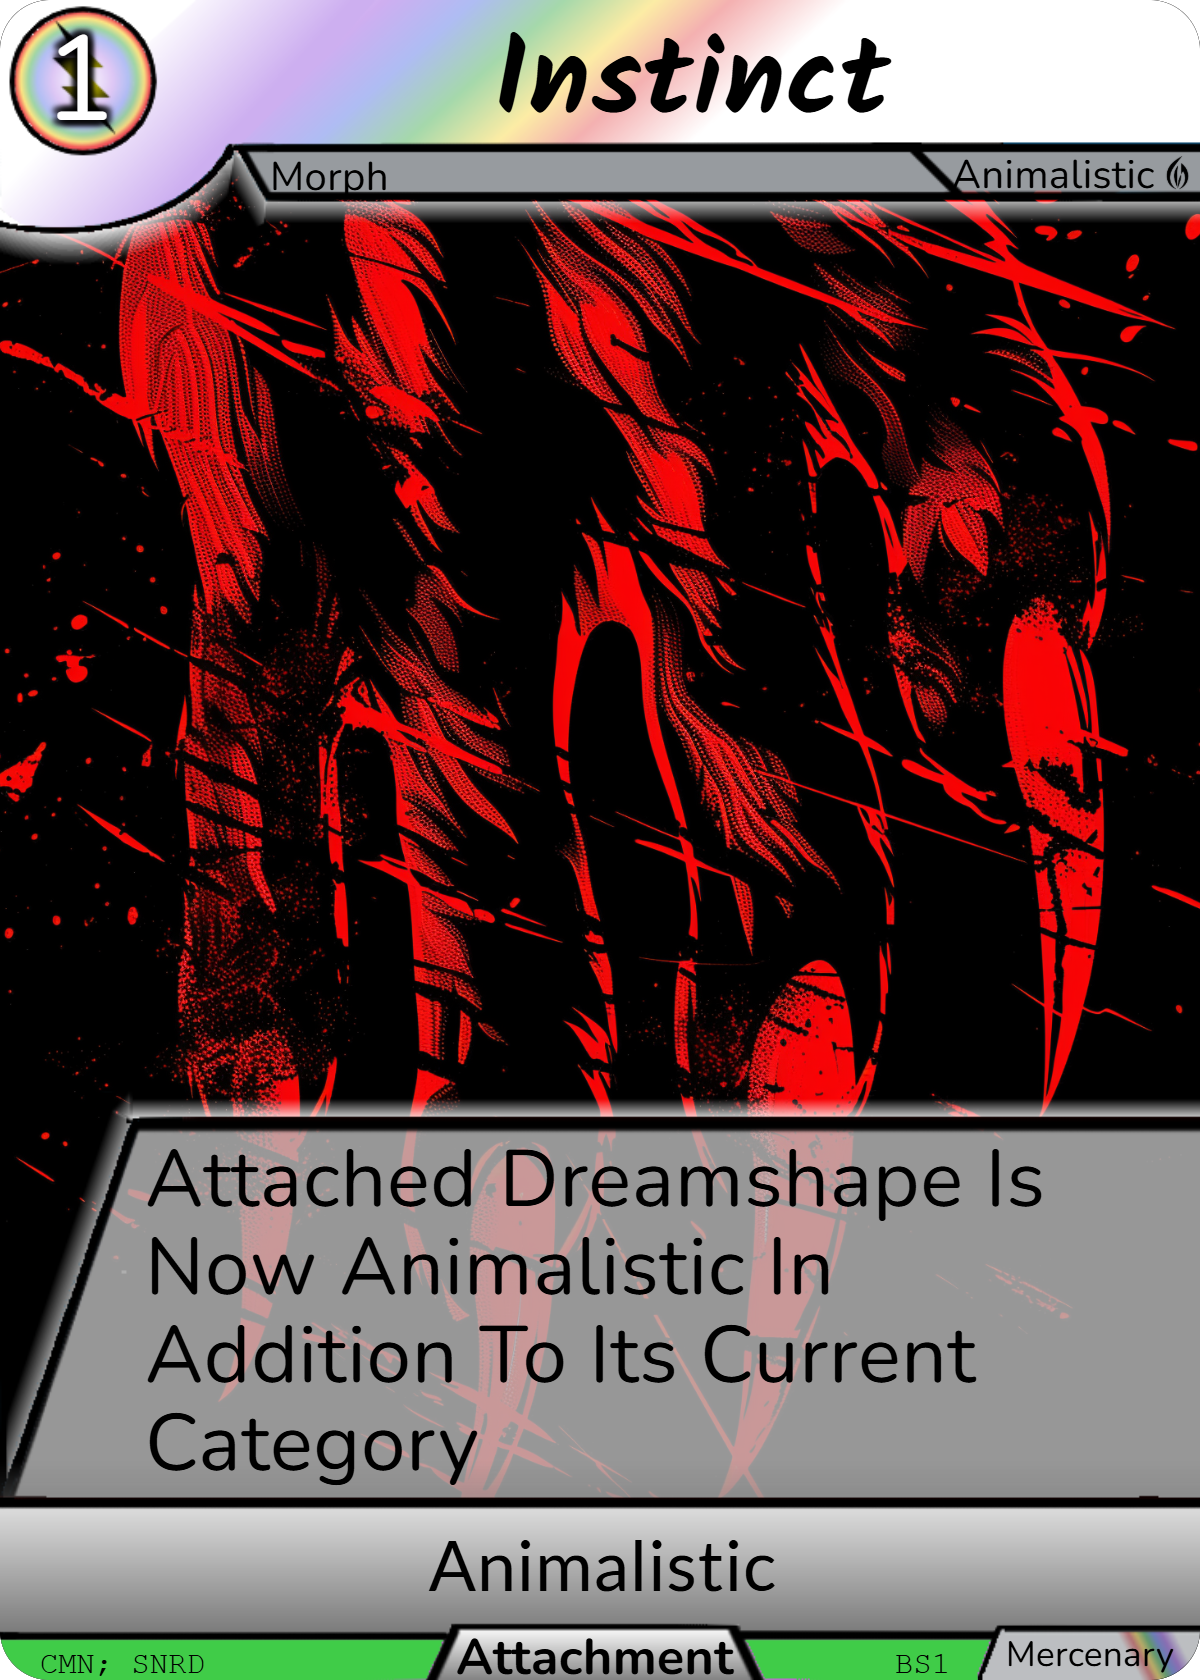 1
Instinct
Morph
Animalistic
Attached Dreamshape Is
Now Animalistic In
Addition To Its Current
Category
Animalistic
CMN; SNRD
Attachment
BS1
Mercenary